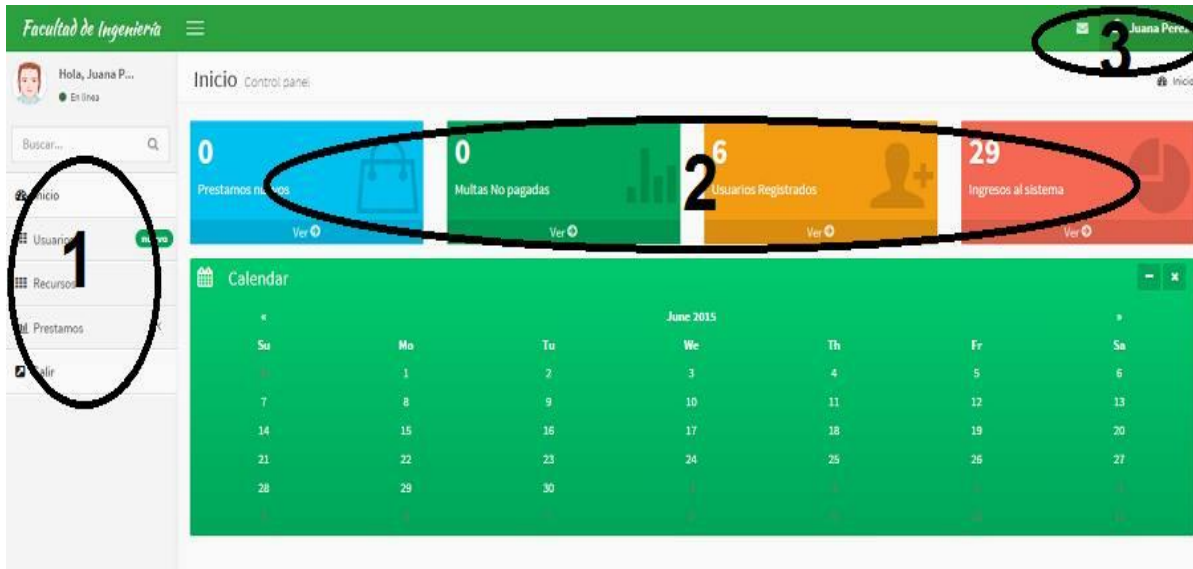 Facultad de Ingeniería
3
Juana Perez
Hola, Juana P...
En línea
Inicio Control panel
Inicio
Buscar...
1
Inicio
Usuarios
nuevo
Recursos
Prestamos
Salir
2
0
Prestamos nuevos
Ver
0
Multas No pagadas
Ver
6
Usuarios Registrados
Ver
29
Ingresos al sistema
Ver
Calendar
« June 2015 »
Su Mo Tu We Th Fr Sa
1 2 3 4 5 6
7 8 9 10 11 12 13
14 15 16 17 18 19 20
21 22 23 24 25 26 27
28 29 30